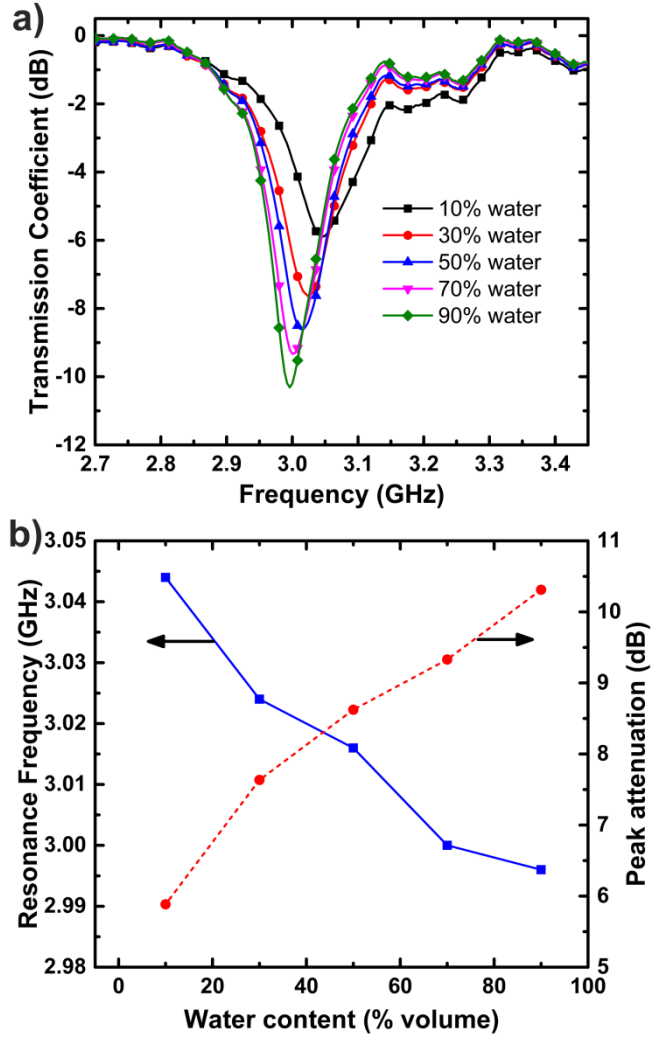 a)
Transmission Coefficient (dB)
0
-2
-4
-6
-8
-10
-12
10% water
30% water
50% water
70% water
90% water
2.7 2.8 2.9 3.0 3.1 3.2 3.3 3.4
Frequency (GHz)
b)
Resonance Frequency (GHz)
3.05
3.04
3.03
3.02
3.01
3.00
2.99
2.98
11
10
9
8
7
6
5
Peak attenuation (dB)
0 20 40 60 80 100
Water content (% volume)